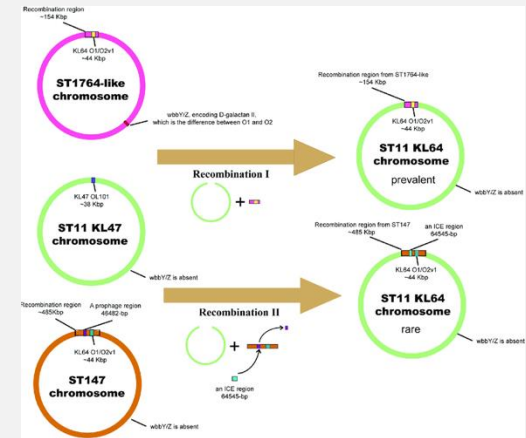 Recombination region
~154 Kbp
KL64 O1/O2v1
~44 Kbp
ST1764-like
chromosome
wbbY/Z, encoding D-galactan II,
which is the difference between O1 and O2
Recombination I
+
Recombination region from ST1764-like
~154 Kbp
KL64 O1/O2v1
~44 Kbp
ST11 KL64
chromosome
prevalent
wbbY/Z is absent
KL47 OL101
~38 Kbp
ST11 KL47
chromosome
wbbY/Z is absent
Recombination region
~485Kbp
A prophage region
46482-bp
KL64 O1/O2v1
~44 Kbp
ST147
chromosome
wbbY/Z is absent
Recombination II
+
an ICE region
64545-bp
Recombination region from ST147
~485 Kbp
an ICE region
64545-bp
KL64 O1/O2v1
~44 Kbp
ST11 KL64
chromosome
rare
wbbY/Z is absent